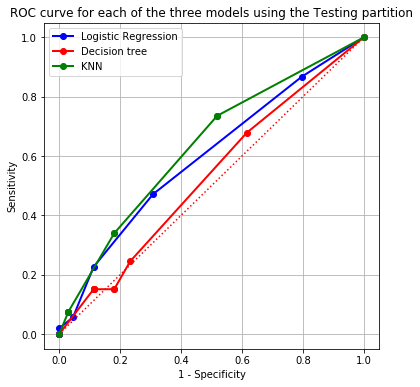 ROC curve for each of the three models using the Testing partition
Logistic Regression
Decision tree
KNN
1.0
0.8
0.6
0.4
0.2
0.0
Sensitivity
0.0 0.2 0.4 0.6 0.8 1.0
1 - Specificity